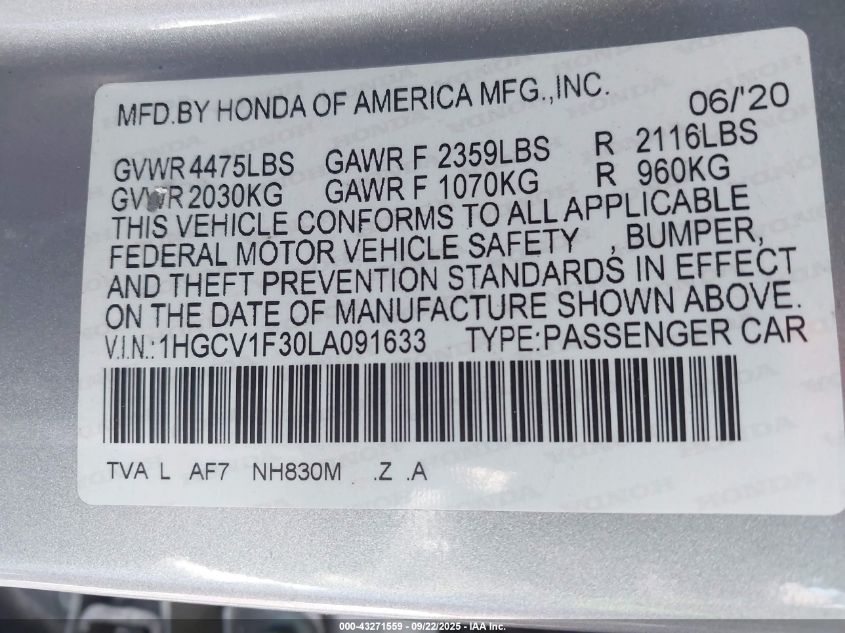 MFD.BY HONDA OF AMERICA MFG.,INC. 06/'20
GVWR 4475LBS GAWR F 2359LBS R 2116LBS
GVWR 2030KG GAWR F 1070KG R 960KG
THIS VEHICLE CONFORMS TO ALL APPLICABLE
FEDERAL MOTOR VEHICLE SAFETY , BUMPER,
AND THEFT PREVENTION STANDARDS IN EFFECT
ON THE DATE OF MANUFACTURE SHOWN ABOVE.
V.I.N.:1HGCV1F30LA091633 TYPE:PASSENGER CAR
TVA L AF7 NH830M .Z .A
000-43271559 - 09/22/2025 - IAA Inc.